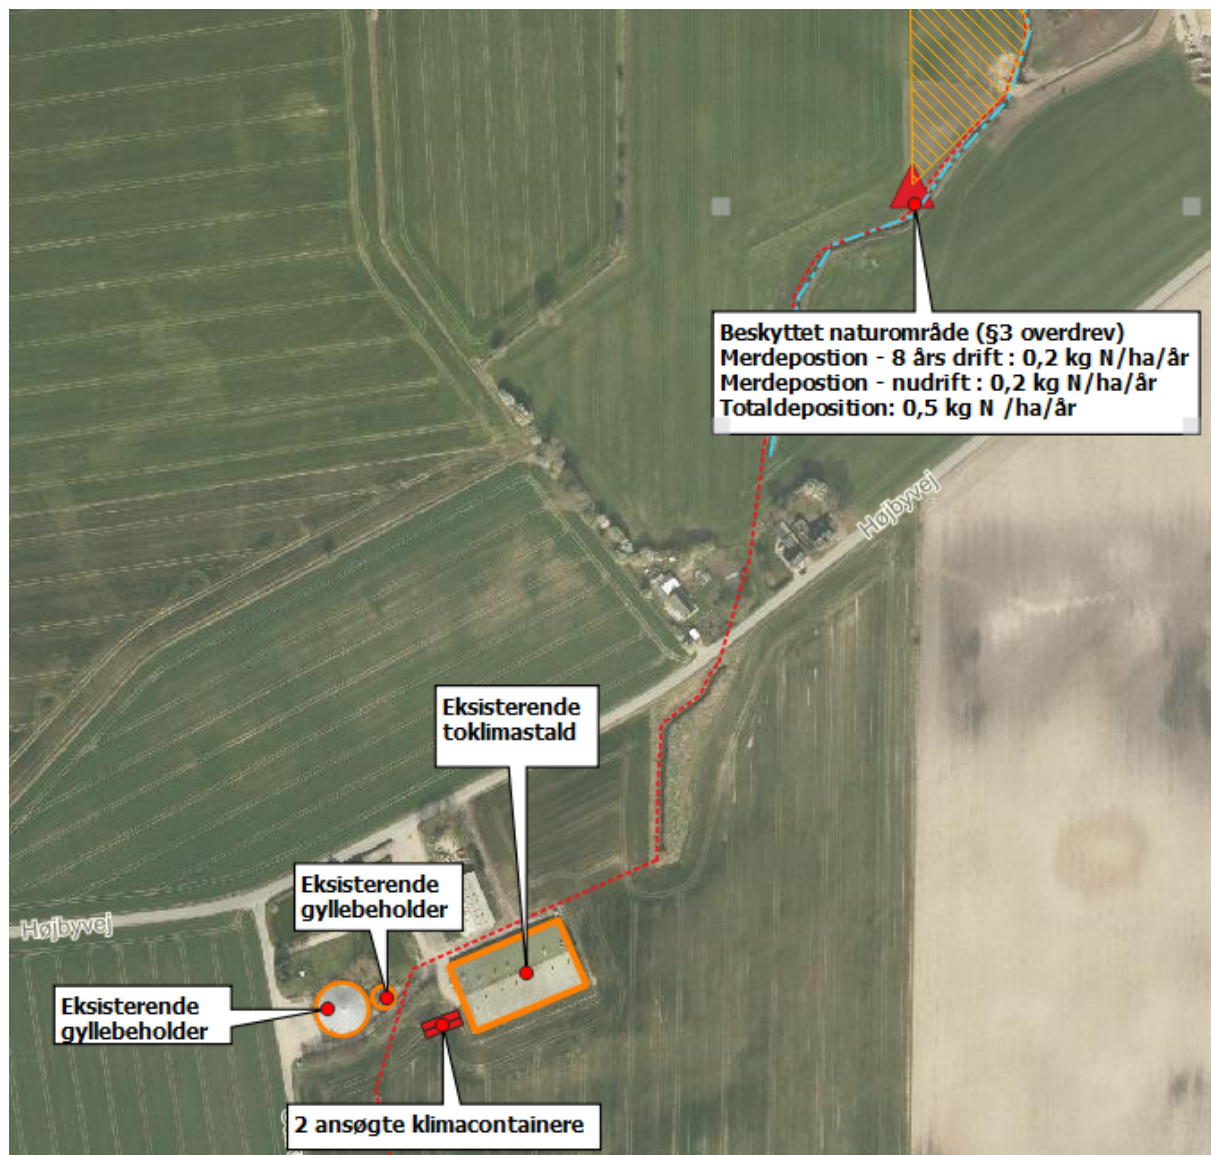 Beskyttet naturområde (§3 overdrev)
Merdepostion - 8 års drift : 0,2 kg N/ha/år
Merdepostion - nudrift : 0,2 kg N/ha/år
Totaldeposition: 0,5 kg N /ha/år
Højbyvej
Eksisterende
toklimastald
Eksisterende
gyllebeholder
Højbyvej
Eksisterende
gyllebeholder
2 ansøgte klimacontainere